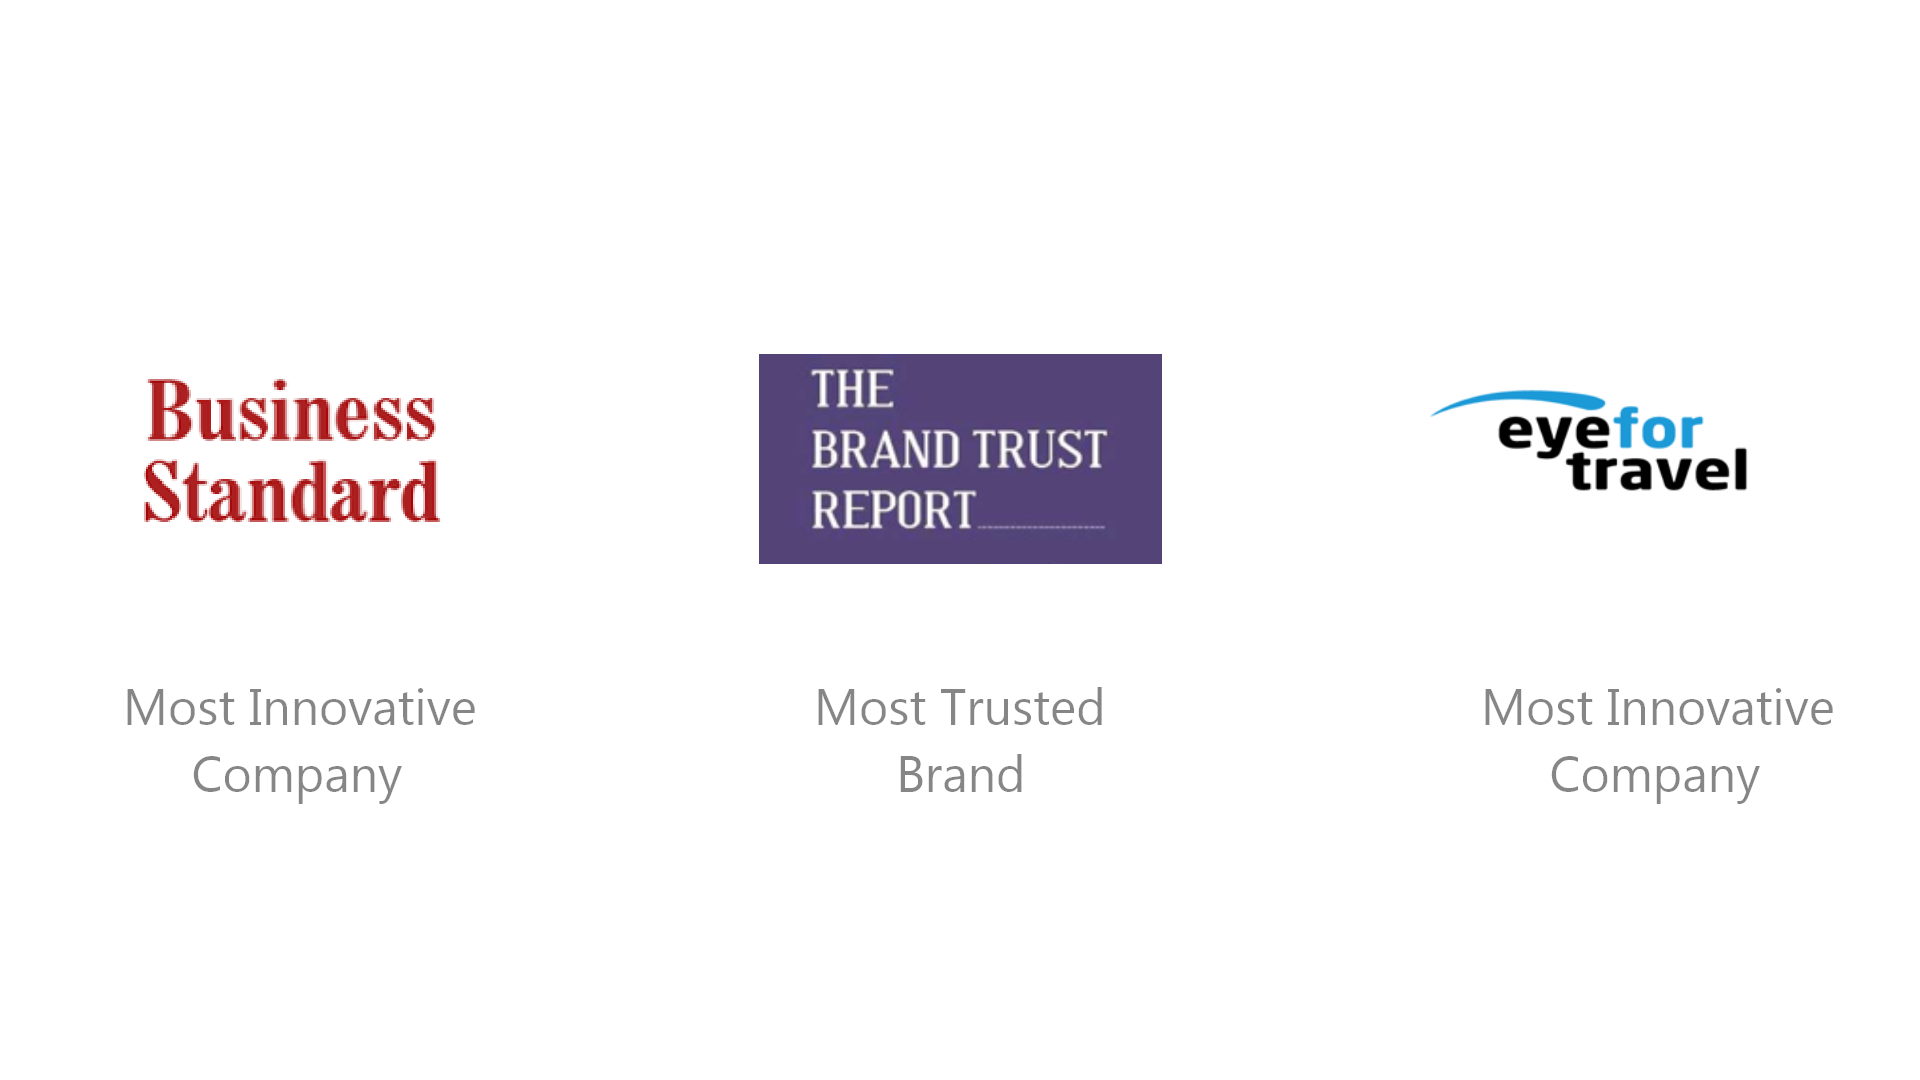 Business
Standard
THE
BRAND TRUST
REPORT
eyefor
travel
Most Innovative
Company
Most Trusted
Brand
Most Innovative
Company